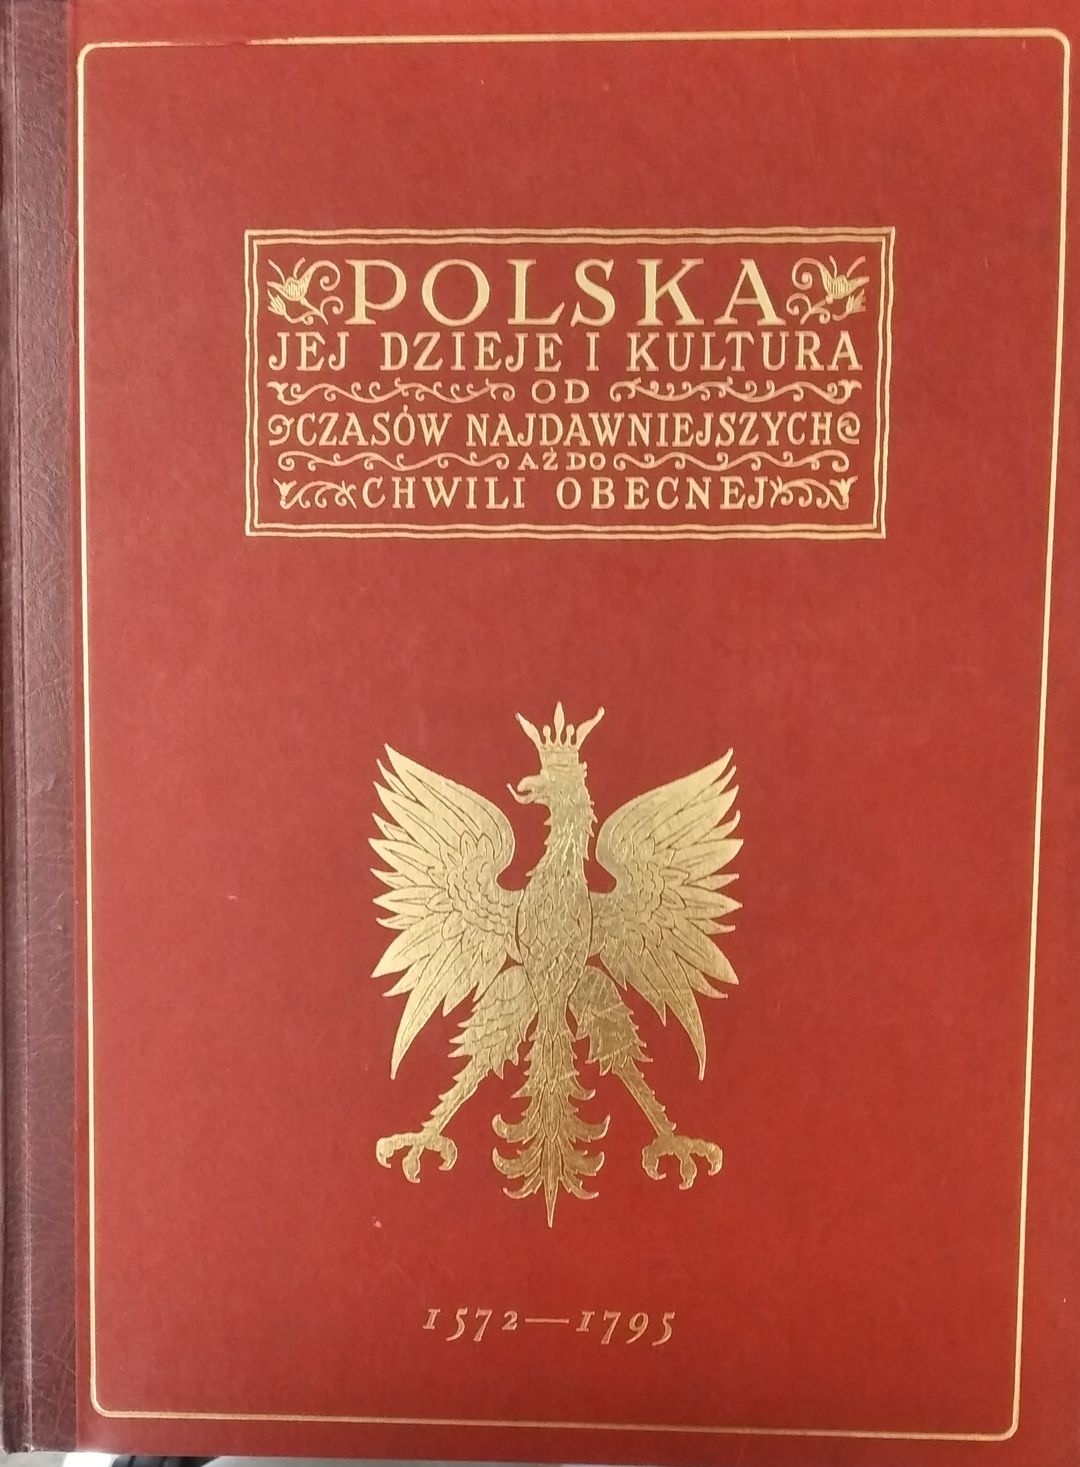 POLSKA
JEJ DZIEJE I KULTURA
OD
CZASÓW NAJDAWNIEJSZYCH
AŻ DO
CHWILI OBECNEJ
1572—1795